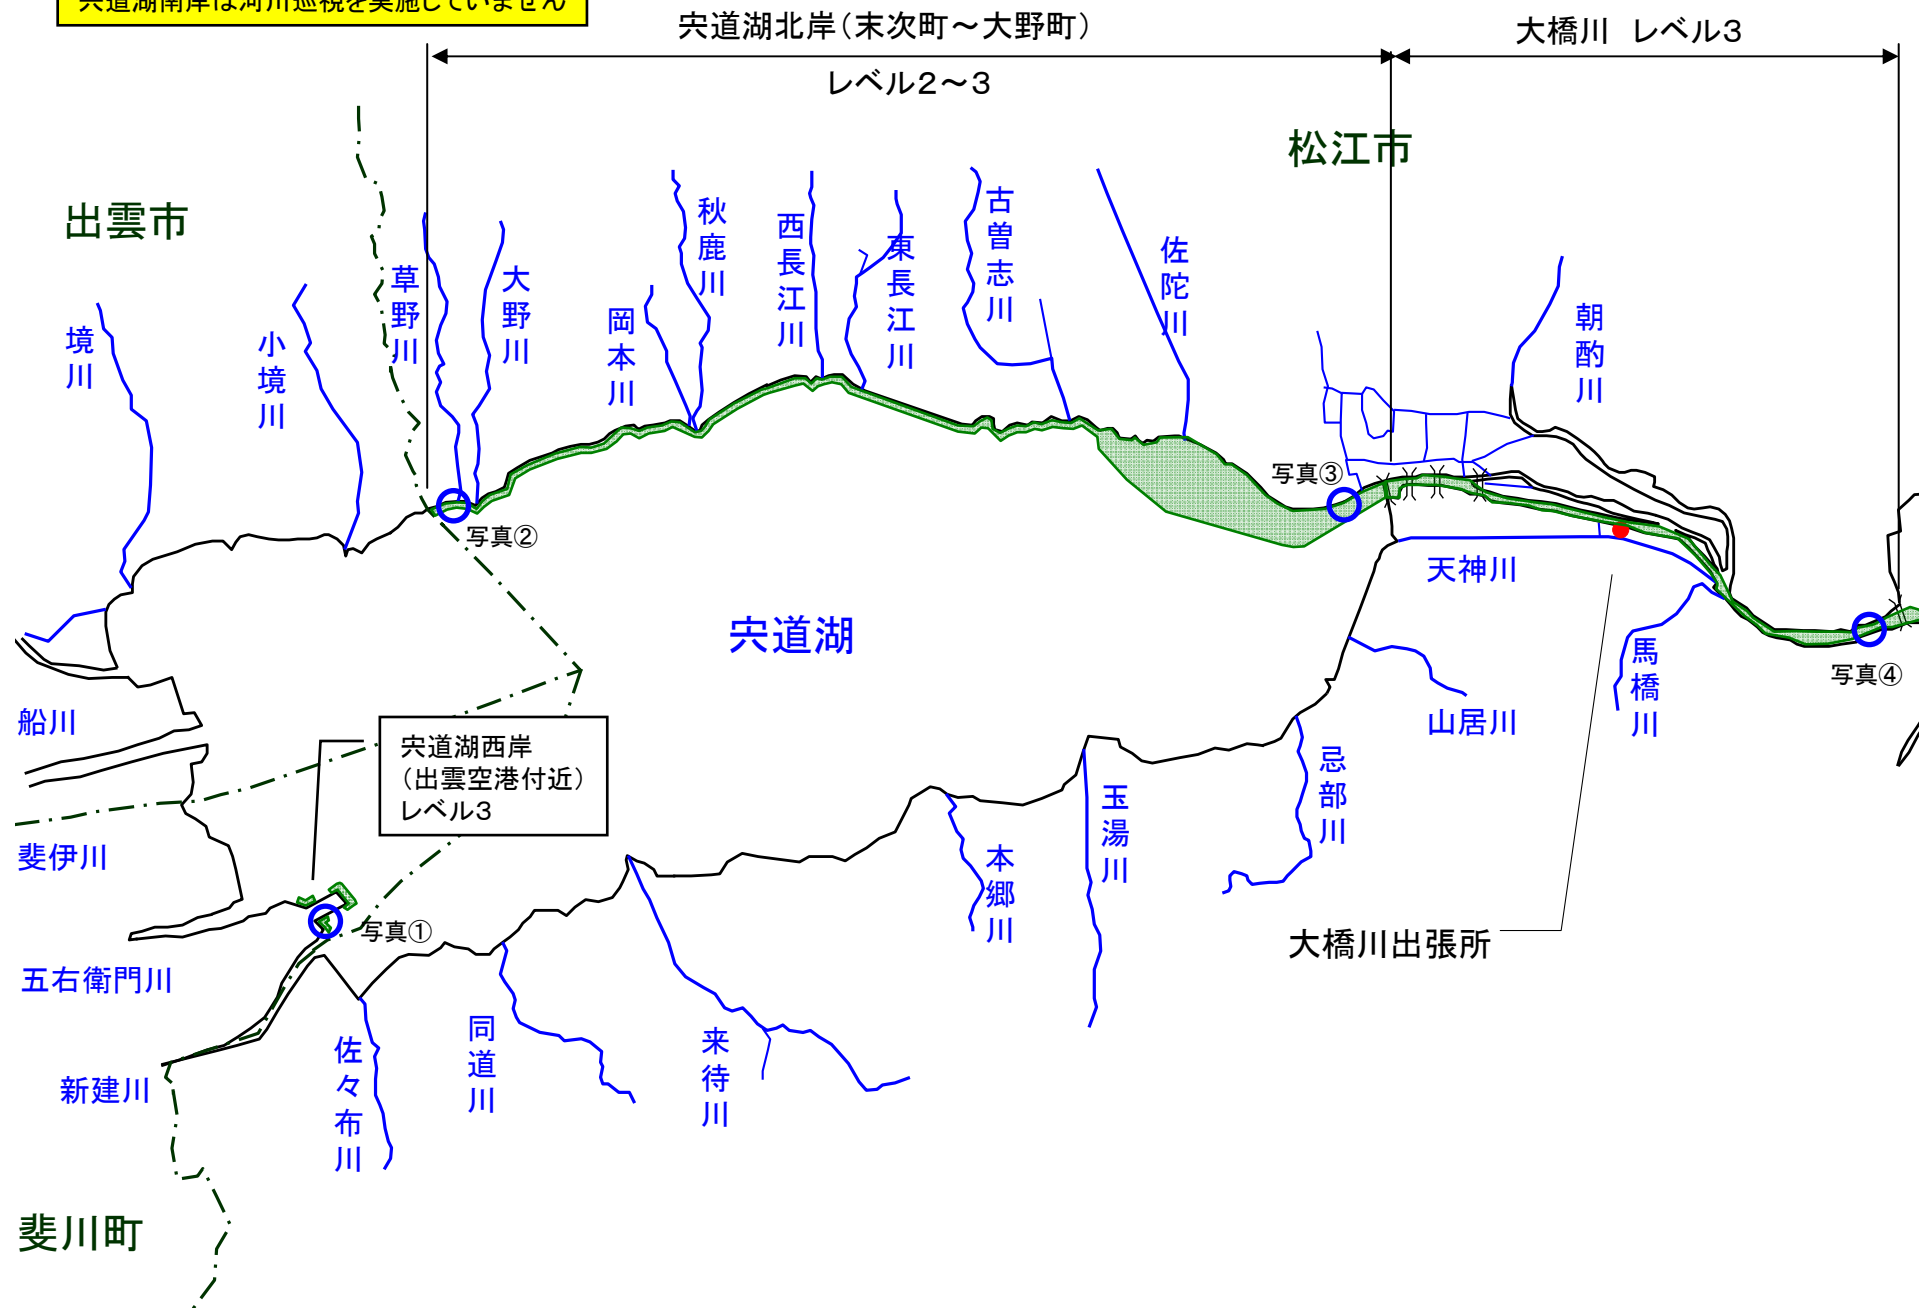 宍道湖南岸は河川巡視を実施していません
宍道湖北岸（末次町～大野町）
レベル2～3
大橋川 レベル3
松江市
出雲市
境川
小境川
草野川
大野川
岡本川
秋鹿川
西長江川
東長江川
古曽志川
佐陀川
朝酌川
写真③
写真②
天神川
宍道湖
馬橋川
写真④
山居川
船川
宍道湖西岸
（出雲空港付近）
レベル3
斐伊川
忌部川
玉湯川
本郷川
写真①
大橋川出張所
五右衛門川
新建川
佐々布川
同道川
来待川
斐川町